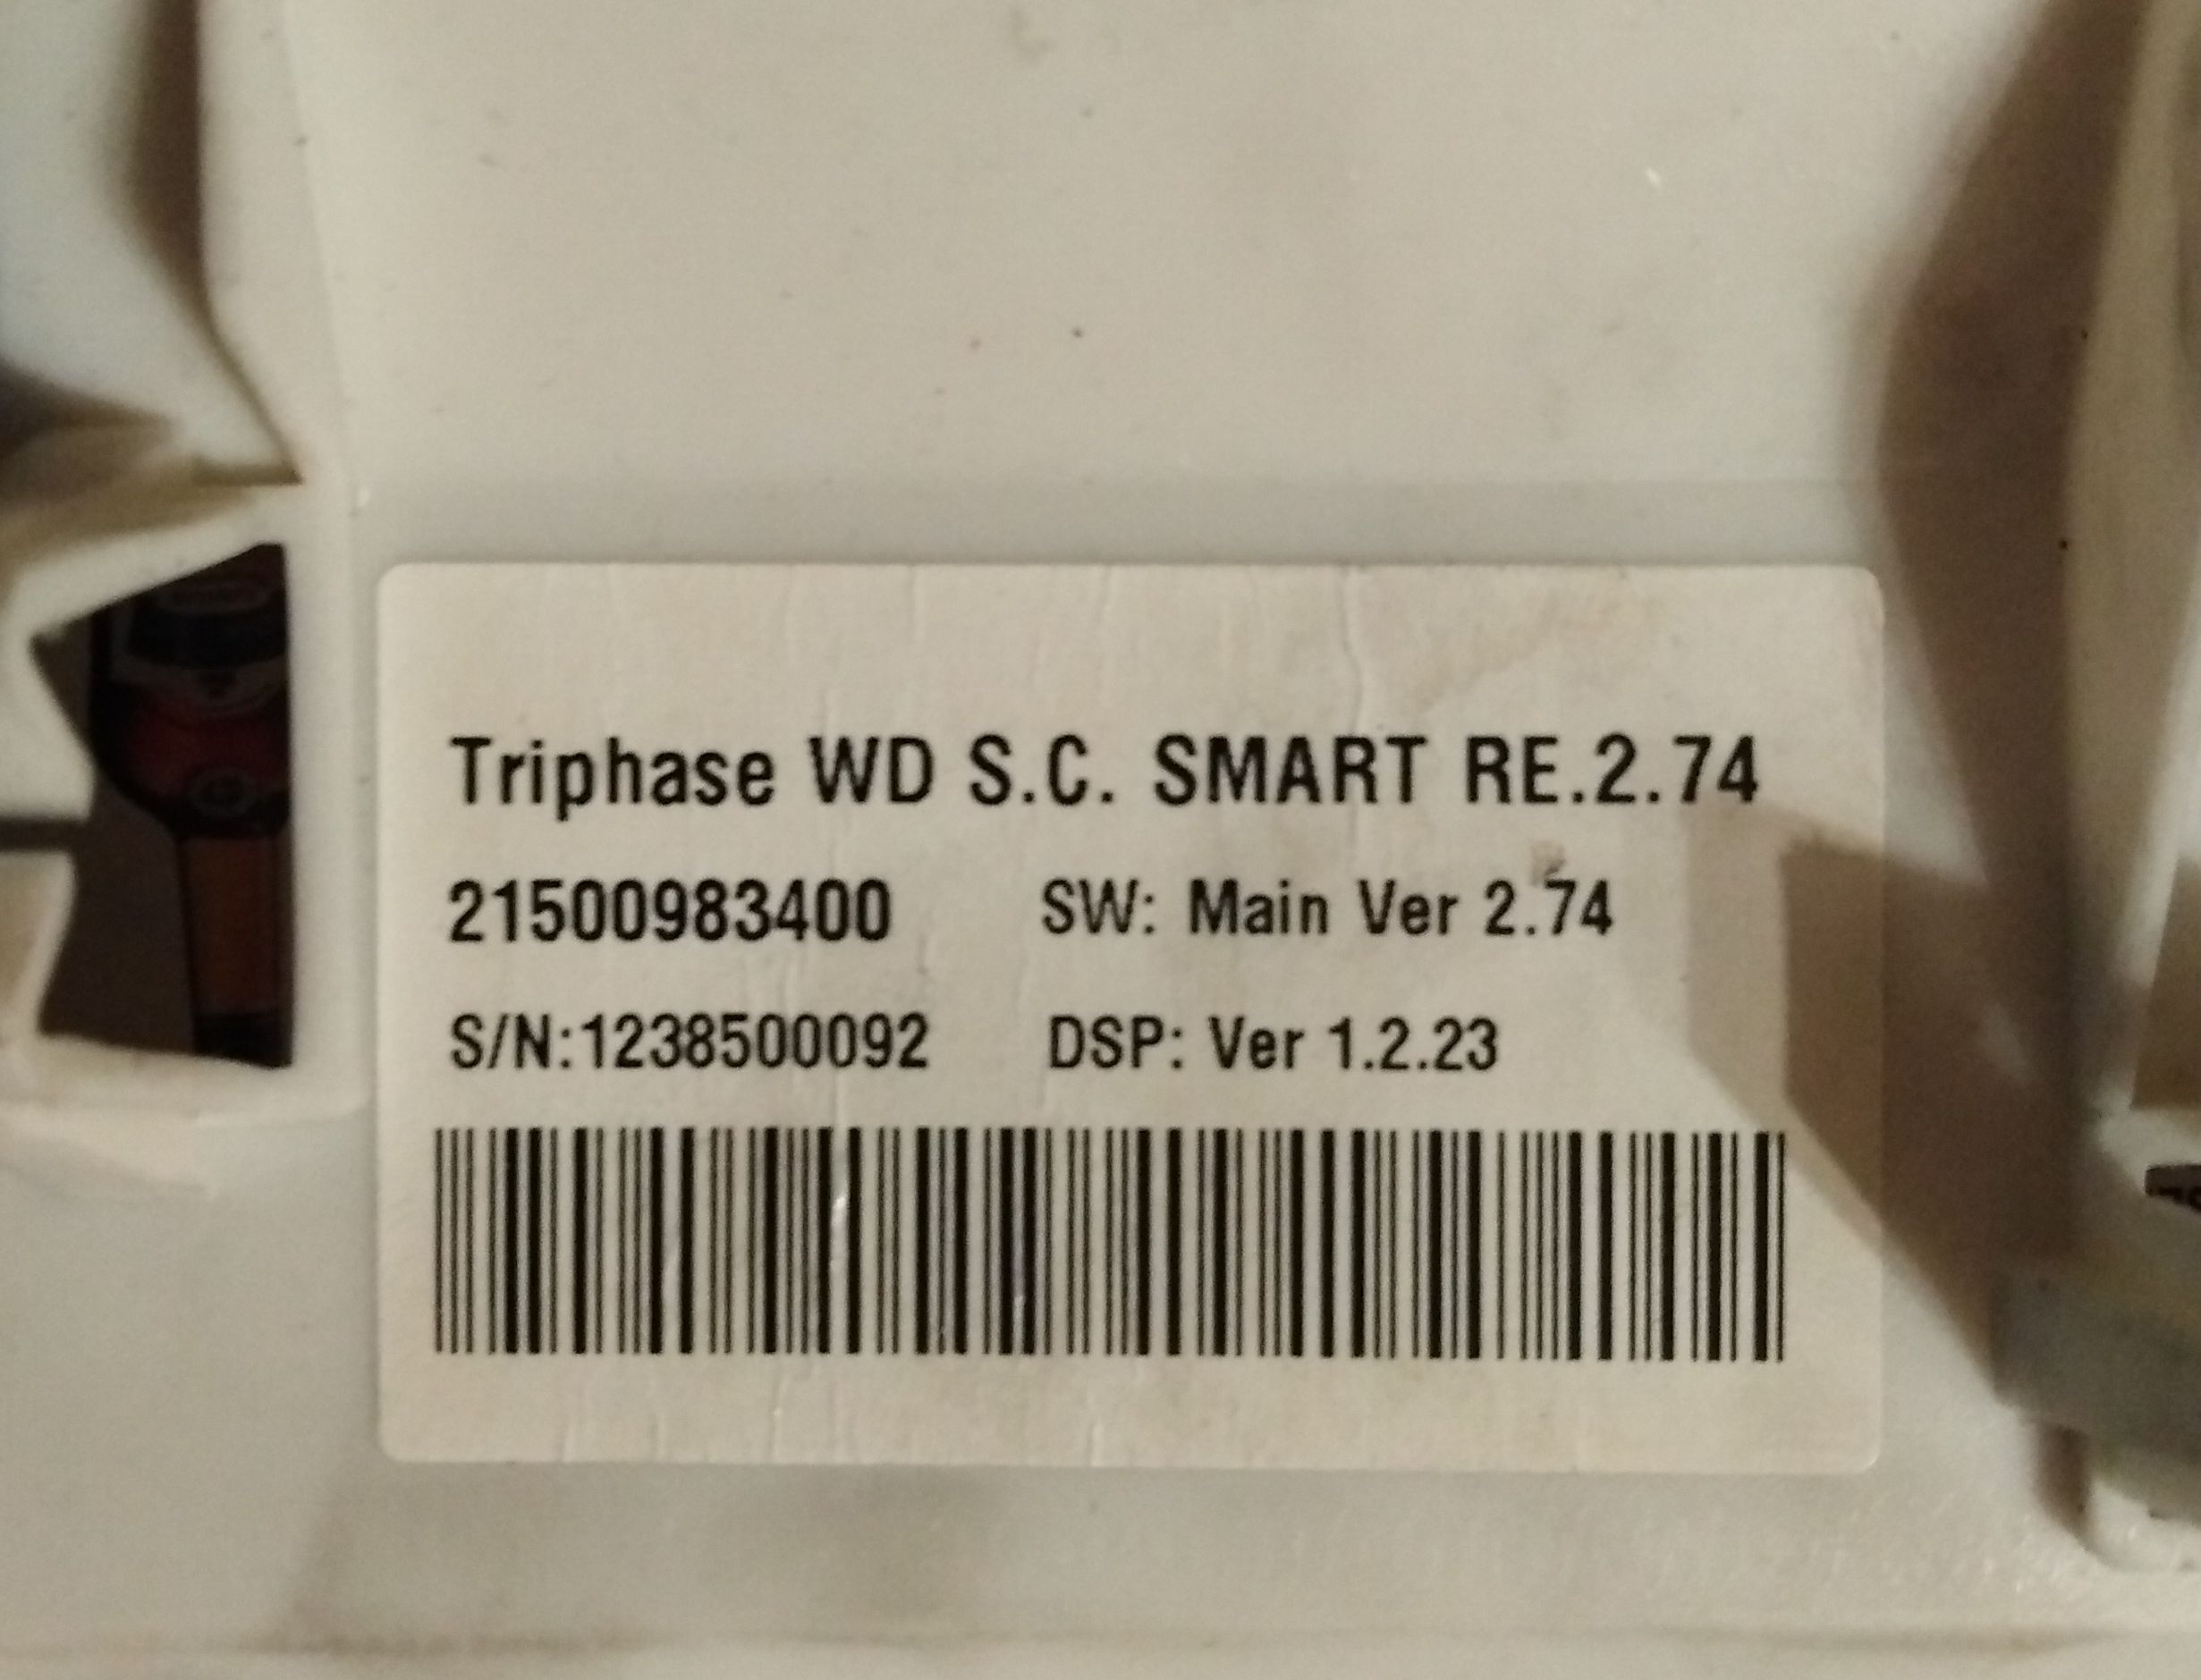 Triphase WD S.C. SMART RE.2.74
21500983400 SW: Main Ver 2.74
S/N:1238500092 DSP: Ver 1.2.23